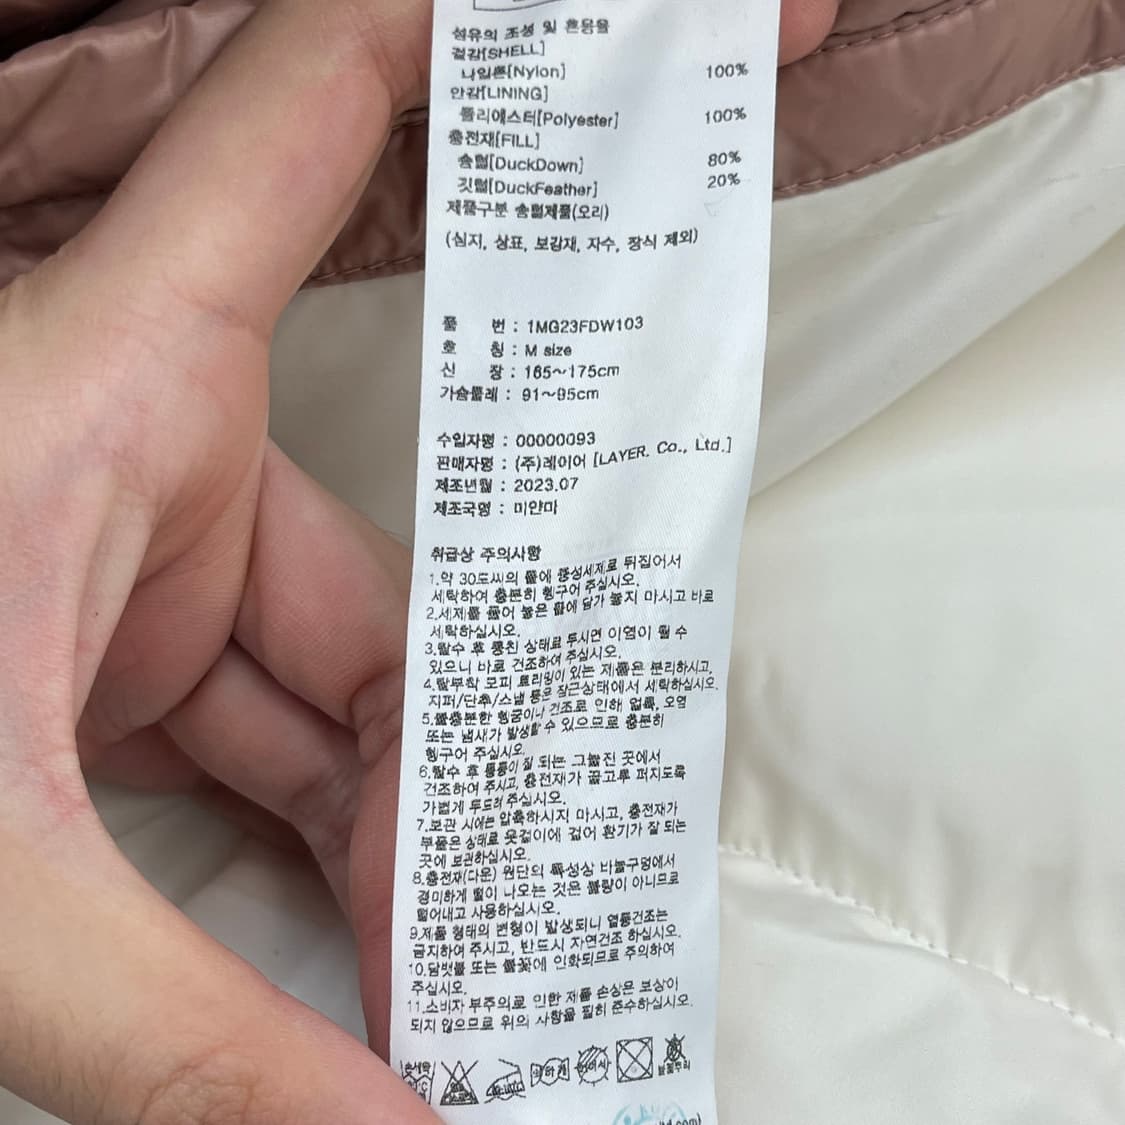 섬유의 조성 및 혼용율
겉감[SHELL]
나일론[Nylon] 100%
안감[LINING]
폴리에스터[Polyester] 100%
충전재[FILL]
솜털[DuckDown] 80%
깃털[DuckFeather] 20%
제품구분 솜털제품(오리)
(심지, 상표, 보강재, 자수, 장식 제외)
품 번 : 1MG23FDW103
호 칭 : M size
신 장 : 165~175cm
가슴둘레 : 91~95cm
수입자명 : 00000093
판매자명 : (주)레이어 [LAYER. Co., Ltd.]
제조년월 : 2023.07
제조국명 : 미얀마
취급상 주의사항
1.약 30도씨의 물에 중성세제로 뒤집어서
세탁하여 충분히 헹구어 주십시오.
2.세제를 풀어 놓은 물에 담가 놓지 마시고 바로
세탁하십시오.
3.탈수 후 뭉친 상태로 두시면 이염이 될 수
있으니 바로 건조하여 주십시오.
4.탈부착 모피 트리밍이 있는 제품은 분리하시고,
지퍼/단추/스냅 등은 잠근상태에서 세탁하십시오.
5.불충분한 헹굼이나 건조로 인해 얼룩, 오염
또는 냄새가 발생할 수 있으므로 충분히
헹구어 주십시오.
6.탈수 후 통풍이 잘 되는 그늘진 곳에서
건조하여 주시고, 충전재가 골고루 퍼지도록
가볍게 두드려 주십시오.
7.보관 시에는 압축하시지 마시고, 충전재가
부풀은 상태로 옷걸이에 걸어 환기가 잘 되는
곳에 보관하십시오.
8.충전재(다운) 원단의 특성상 바늘구멍에서
경미하게 털이 나오는 것은 불량이 아니므로
털어내고 사용하십시오.
9.제품 형태의 변형이 발생되니 열풍건조는
금지하여 주시고, 반드시 자연건조 하십시오.
10.담뱃불 또는 불꽃에 인화되므로 주의하여
주십시오.
11.소비자 부주의로 인한 제품 손상은 보상이
되지 않으므로 위의 사항을 필히 준수하십시오.
손세탁